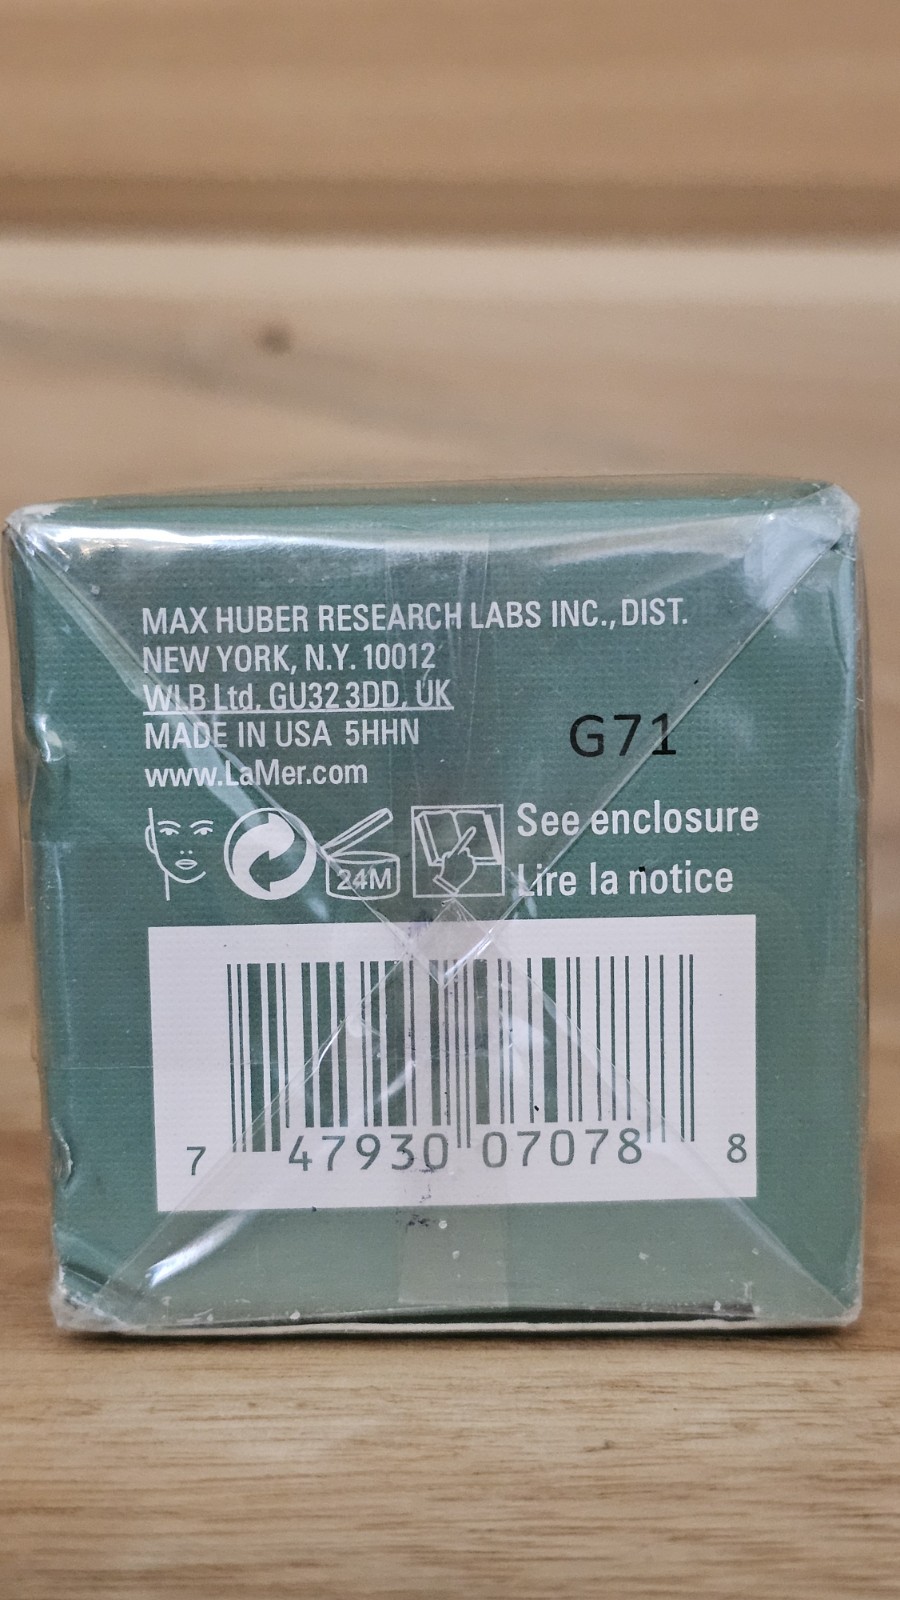 MAX HUBER RESEARCH LABS INC., DIST.
NEW YORK, N.Y. 10012
WLB Ltd, GU32 3DD, UK
MADE IN USA 5HHN
www.LaMer.com
G71
24M
See enclosure
Lire la notice
7 47930 07078 8